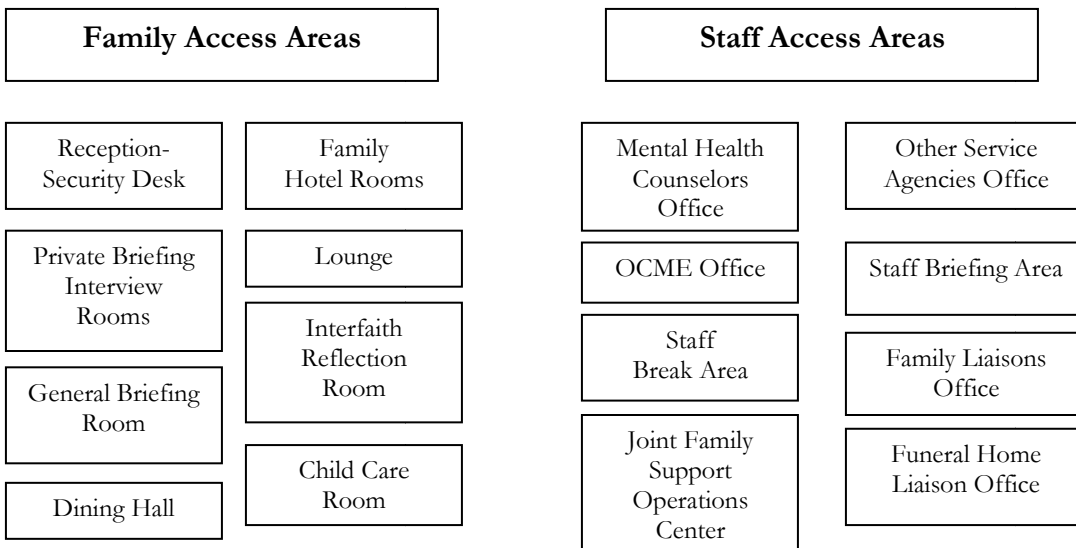 Family Access Areas
Reception-
Security Desk
Private Briefing
Interview
Rooms
General Briefing
Room
Dining Hall
Family
Hotel Rooms
Lounge
Interfaith
Reflection
Room
Child Care
Room
Staff Access Areas
Mental Health
Counselors
Office
OCME Office
Staff
Break Area
Joint Family
Support
Operations
Center
Other Service
Agencies Office
Staff Briefing Area
Family Liaisons
Office
Funeral Home
Liaison Office